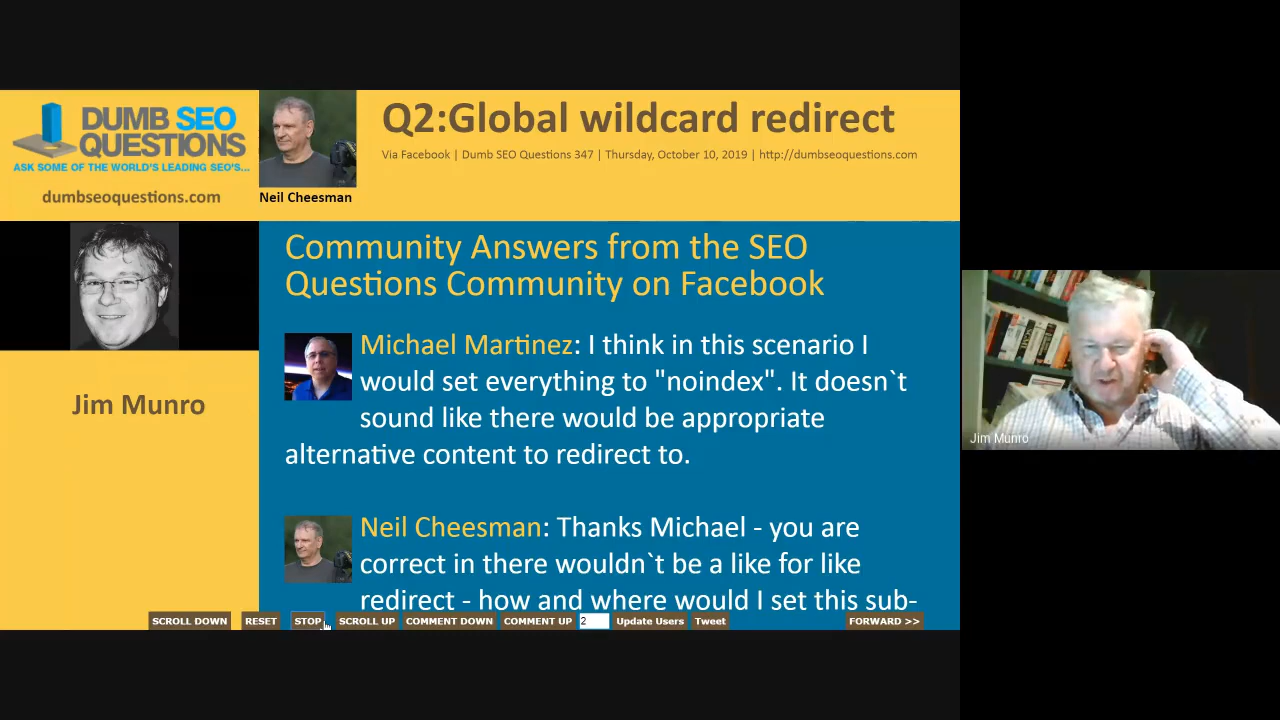 DUMB SEO
QUESTIONS
ASK SOME OF THE WORLD'S LEADING SEO'S...
dumbseoquestions.com
Neil Cheesman
Q2:Global wildcard redirect
Via Facebook | Dumb SEO Questions 347 | Thursday, October 10, 2019 | http://dumbseoquestions.com
Jim Munro
Community Answers from the SEO
Questions Community on Facebook
Michael Martinez: I think in this scenario I
would set everything to "noindex". It doesn`t
sound like there would be appropriate
alternative content to redirect to.
Neil Cheesman: Thanks Michael - you are
correct in there wouldn`t be a like for like
redirect - how and where would I set this sub-
SCROLL DOWN RESET STOP SCROLL UP COMMENT DOWN COMMENT UP 2 Update Users Tweet FORWARD >>
Jim Munro